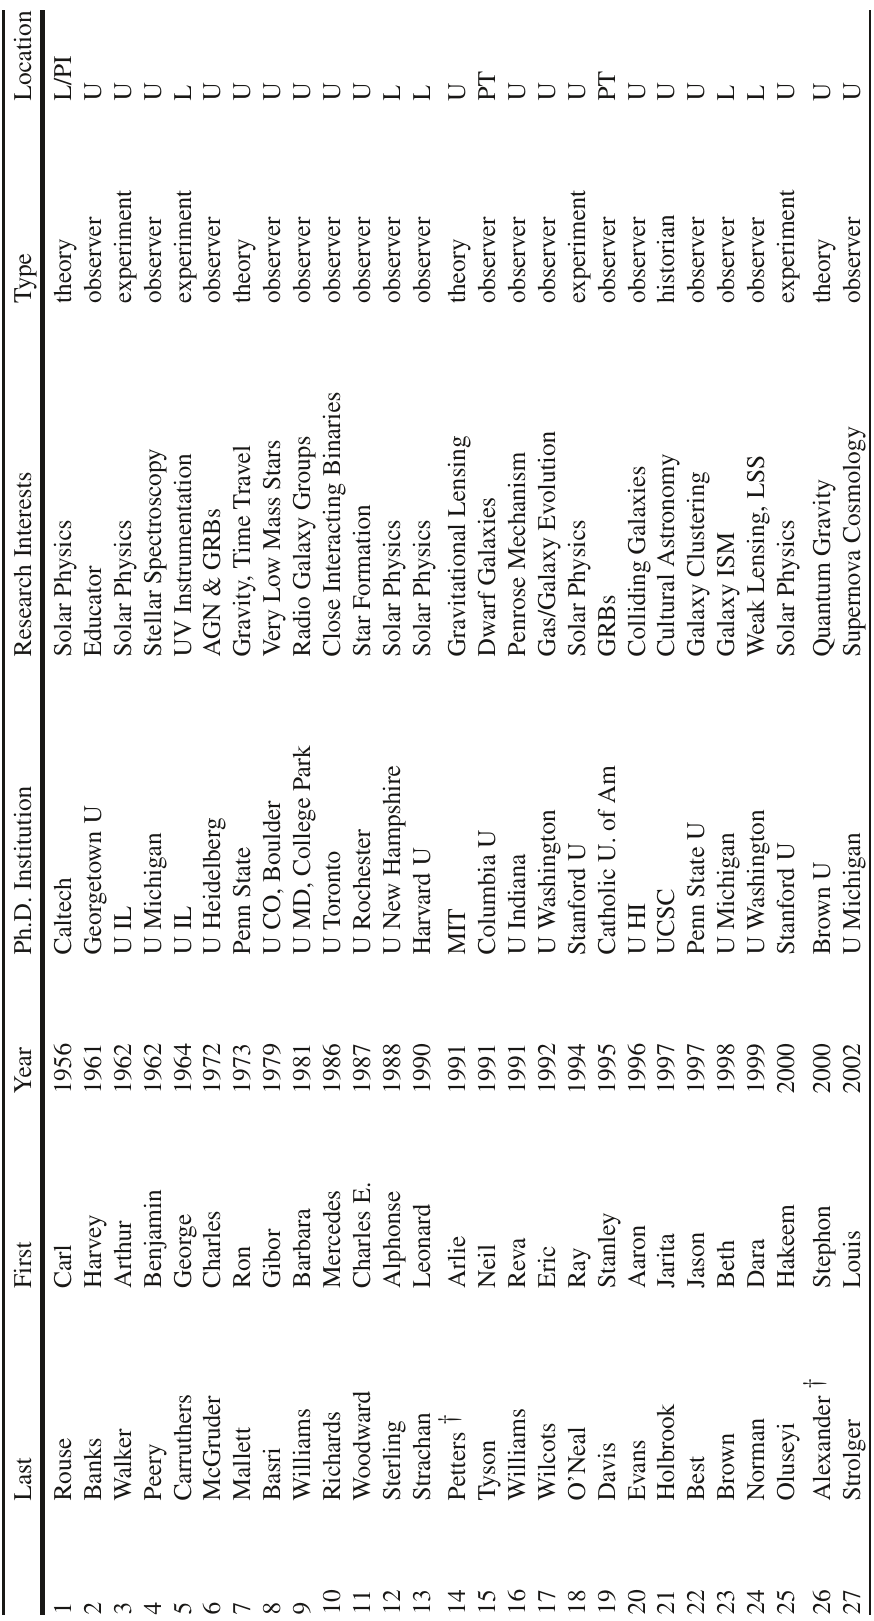 Last First Year Ph.D. Institution Research Interests Type Location
1 Rouse Carl 1956 Caltech Solar Physics theory L/PI
2 Banks Harvey 1961 Georgetown U Educator observer U
3 Walker Arthur 1962 U IL Solar Physics experiment U
4 Peery Benjamin 1962 U Michigan Stellar Spectroscopy observer U
5 Carruthers George 1964 U IL UV Instrumentation experiment L
6 McGruder Charles 1972 U Heidelberg AGN & GRBs observer U
7 Mallett Ron 1973 Penn State Gravity, Time Travel theory U
8 Basri Gibor 1979 U CO, Boulder Very Low Mass Stars observer U
9 Williams Barbara 1981 U MD, College Park Radio Galaxy Groups observer U
10 Richards Mercedes 1986 U Toronto Close Interacting Binaries observer U
11 Woodward Charles E. 1987 U Rochester Star Formation observer U
12 Sterling Alphonse 1988 U New Hampshire Solar Physics observer L
13 Strachan Leonard 1990 Harvard U Solar Physics observer L
14 Petters † Arlie 1991 MIT Gravitational Lensing theory U
15 Tyson Neil 1991 Columbia U Dwarf Galaxies observer PT
16 Williams Reva 1991 U Indiana Penrose Mechanism observer U
17 Wilcots Eric 1992 U Washington Gas/Galaxy Evolution observer U
18 O'Neal Ray 1994 Stanford U Solar Physics experiment U
19 Davis Stanley 1995 Catholic U. of Am GRBs observer PT
20 Evans Aaron 1996 U HI Colliding Galaxies observer U
21 Holbrook Jarita 1997 UCSC Cultural Astronomy historian U
22 Best Jason 1997 Penn State U Galaxy Clustering observer U
23 Brown Beth 1998 U Michigan Galaxy ISM observer L
24 Norman Dara 1999 U Washington Weak Lensing, LSS observer L
25 Oluseyi Hakeem 2000 Stanford U Solar Physics experiment U
26 Alexander † Stephon 2000 Brown U Quantum Gravity theory U
27 Strolger Louis 2002 U Michigan Supernova Cosmology observer U